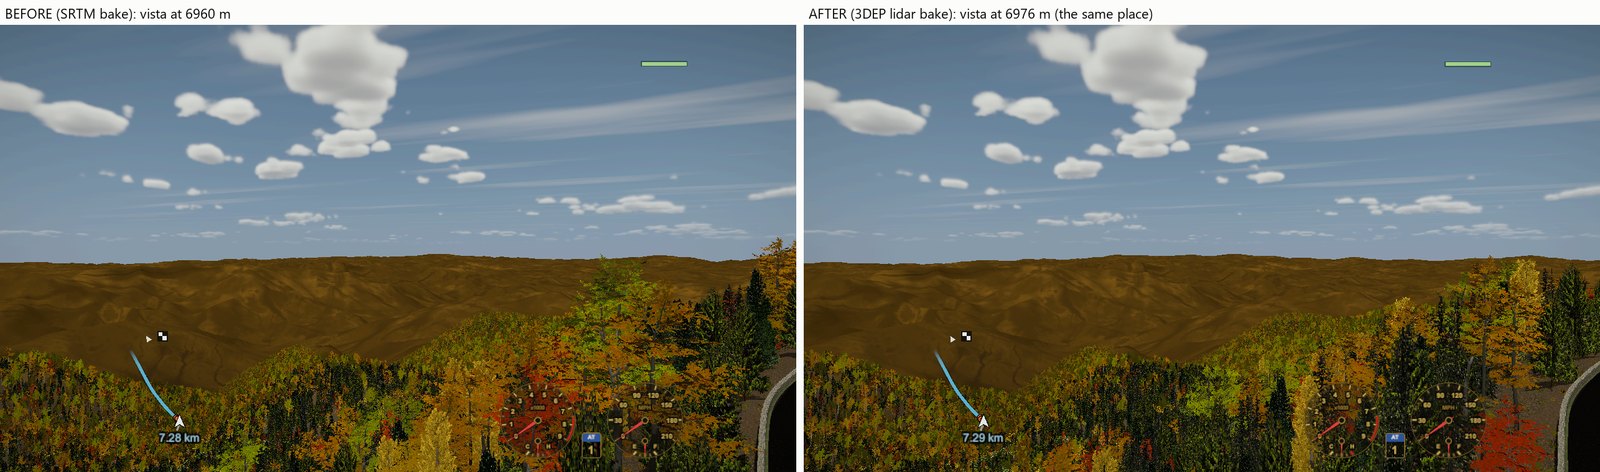 BEFORE (SRTM bake): vista at 6960 m
AFTER (3DEP lidar bake): vista at 6976 m (the same place)
7.28 km
AT
1
7.29 km
AT
1